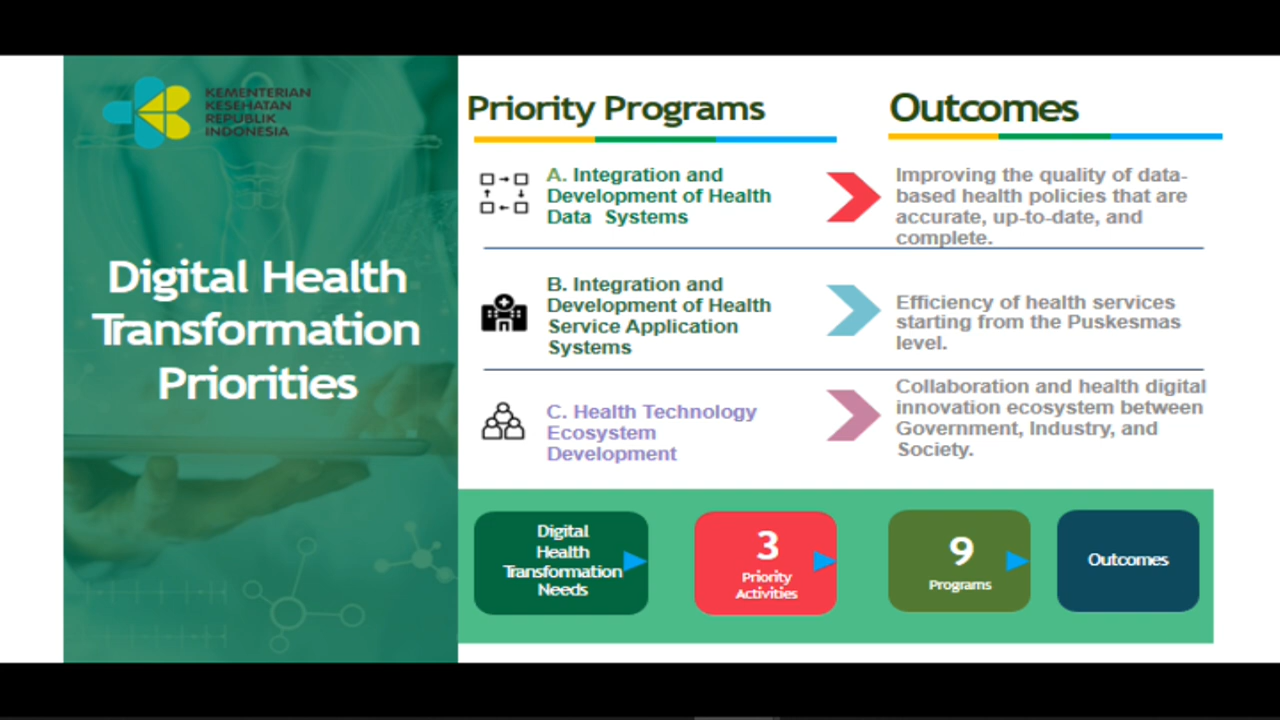 KEMENTERIAN
KESEHATAN
REPUBLIK
INDONESIA
Digital Health
Transformation
Priorities
Priority Programs
Outcomes
A. Integration and
Development of Health
Data Systems
Improving the quality of data-
based health policies that are
accurate, up-to-date, and
complete.
B. Integration and
Development of Health
Service Application
Systems
Efficiency of health services
starting from the Puskesmas
level.
C. Health Technology
Ecosystem
Development
Collaboration and health digital
innovation ecosystem between
Government, Industry, and
Society.
Digital
Health
Transformation
Needs
3
Priority
Activities
9
Programs
Outcomes